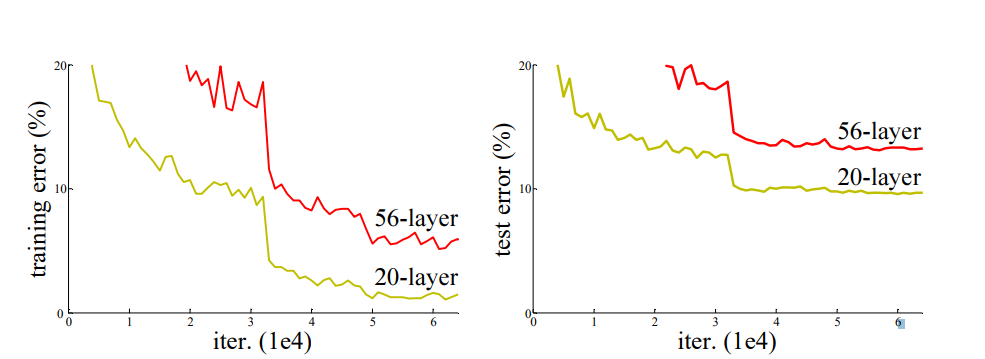 20
10
0
training error (%)
56-layer
20-layer
0 1 2 3 4 5 6
iter. (1e4)
20
10
0
test error (%)
56-layer
20-layer
0 1 2 3 4 5 6
iter. (1e4)